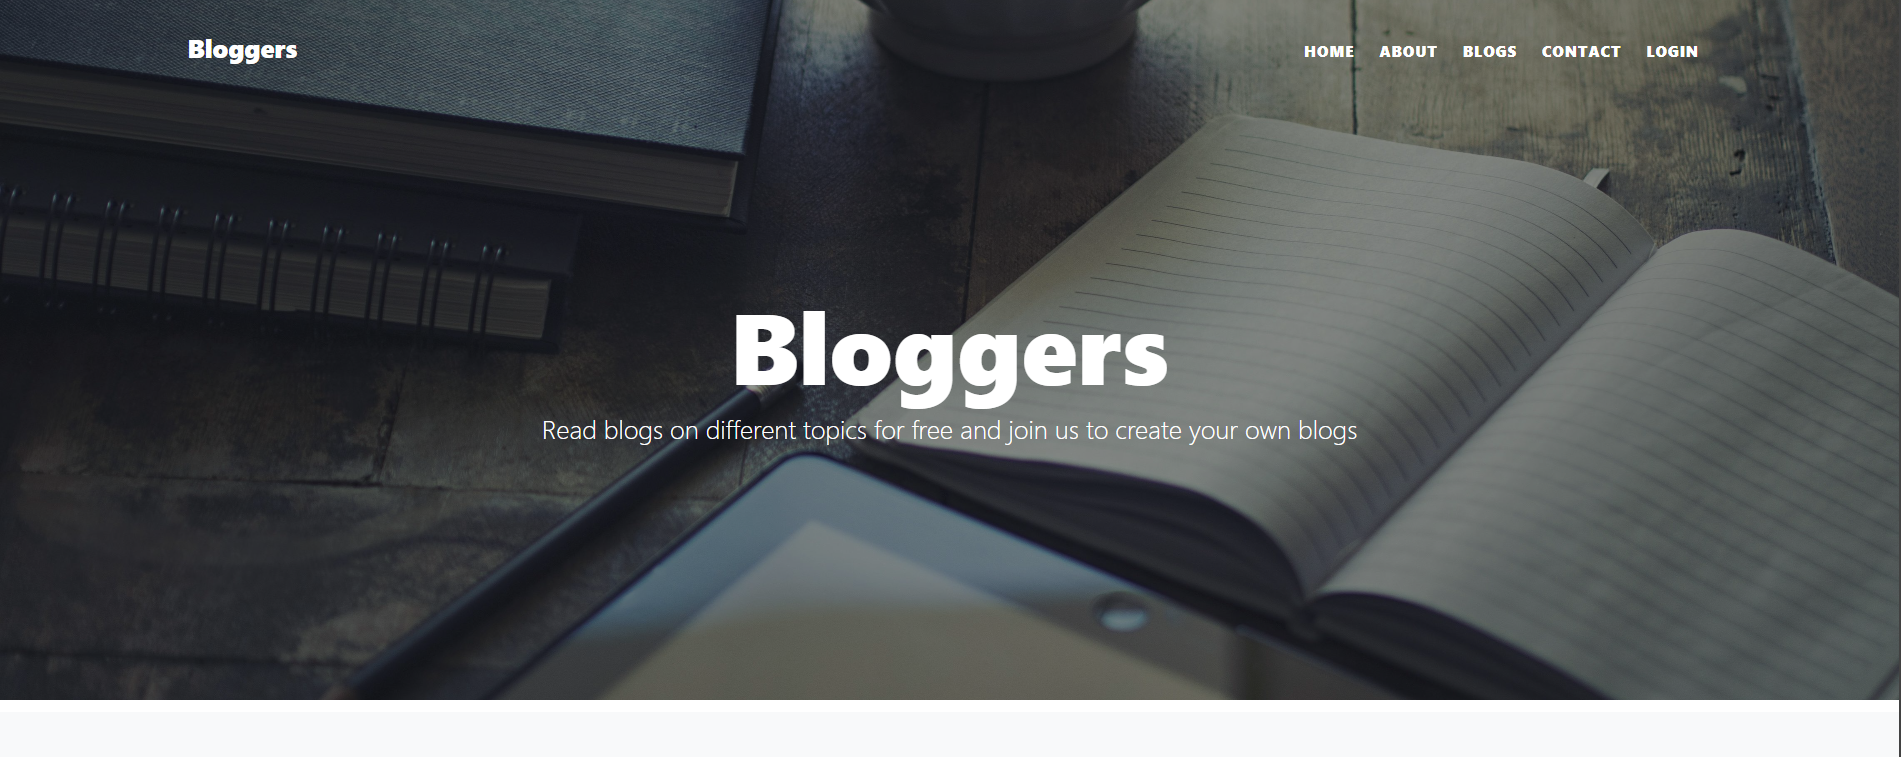 Bloggers
HOME ABOUT BLOGS CONTACT LOGIN
Bloggers
Read blogs on different topics for free and join us to create your own blogs